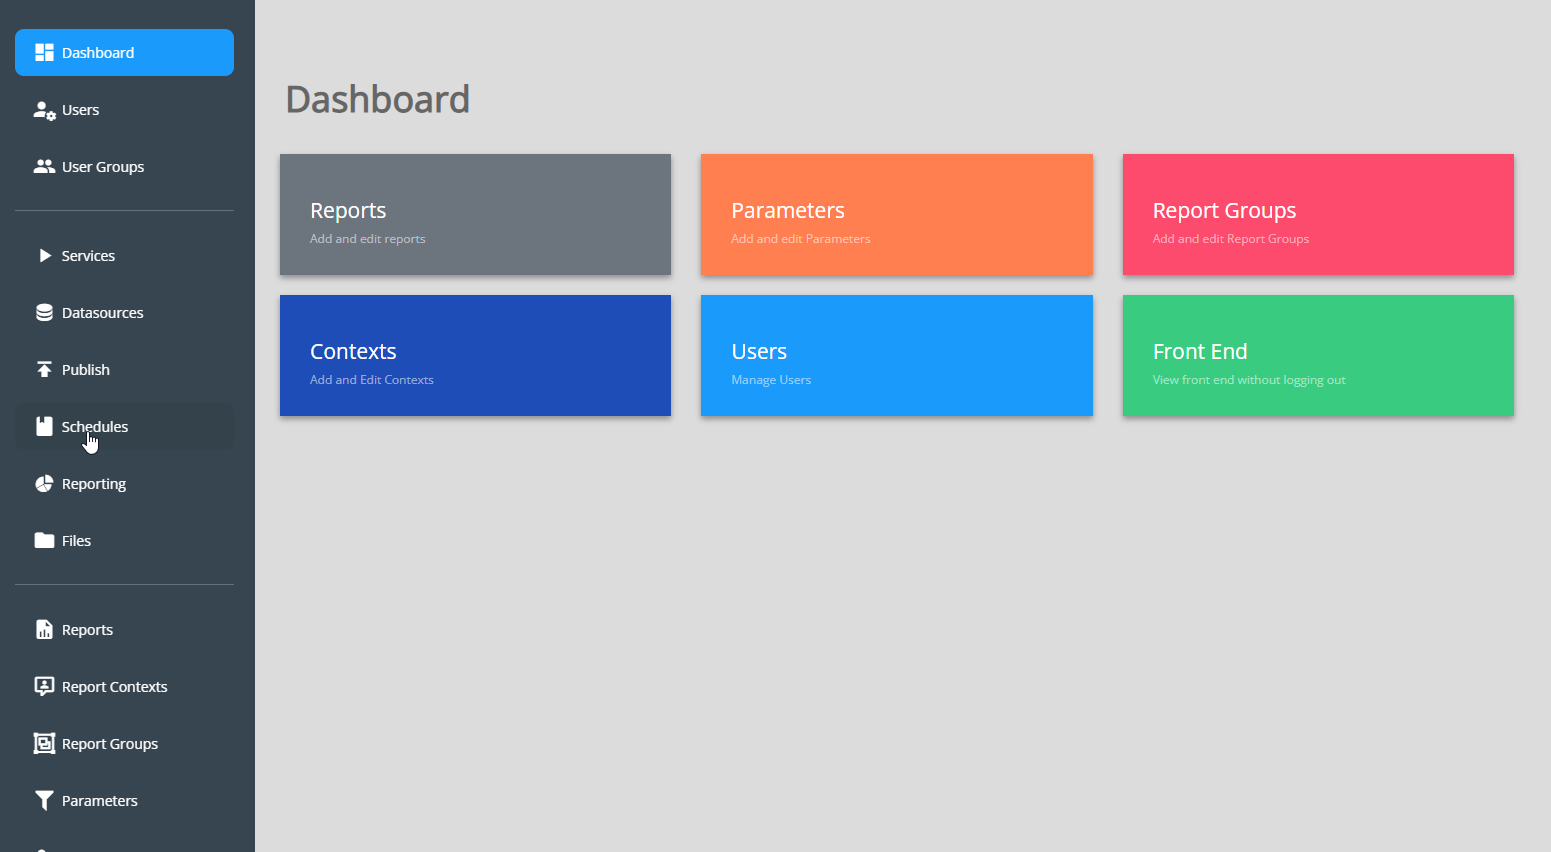 Dashboard
Users
User Groups
Services
Datasources
Publish
Schedules
Reporting
Files
Reports
Report Contexts
Report Groups
Parameters
Dashboard
Reports
Add and edit reports
Parameters
Add and edit Parameters
Report Groups
Add and edit Report Groups
Contexts
Add and Edit Contexts
Users
Manage Users
Front End
View front end without logging out